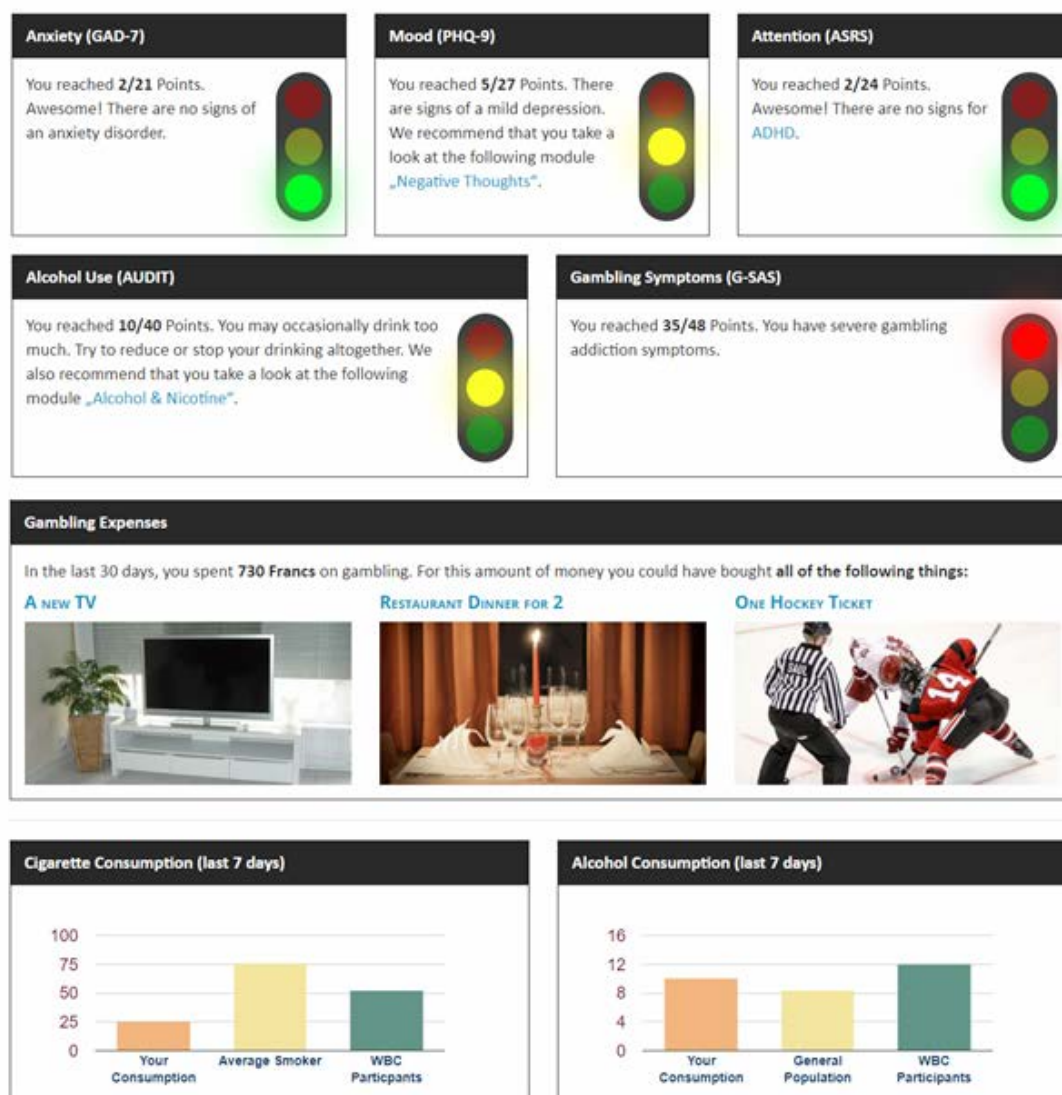 Anxiety (GAD-7)
You reached 2/21 Points.
Awesome! There are no signs of
an anxiety disorder.
Mood (PHQ-9)
You reached 5/27 Points. There
are signs of a mild depression.
We recommend that you take a
look at the following module
„Negative Thoughts“.
Attention (ASRS)
You reached 2/24 Points.
Awesome! There are no signs for
ADHD.
Alcohol Use (AUDIT)
You reached 10/40 Points. You may occasionally drink too
much. Try to reduce or stop your drinking altogether. We
also recommend that you take a look at the following
module „Alcohol & Nicotine“.
Gambling Symptoms (G-SAS)
You reached 35/48 Points. You have severe gambling
addiction symptoms.
Gambling Expenses
In the last 30 days, you spent 730 Francs on gambling. For this amount of money you could have bought all of the following things:
A NEW TV
RESTAURANT DINNER FOR 2
ONE HOCKEY TICKET
14
Cigarette Consumption (last 7 days)
100
75
50
25
0
Your
Consumption
Average Smoker
WBC
Particpants
Alcohol Consumption (last 7 days)
16
12
8
4
0
Your
Consumption
General
Population
WBC
Participants